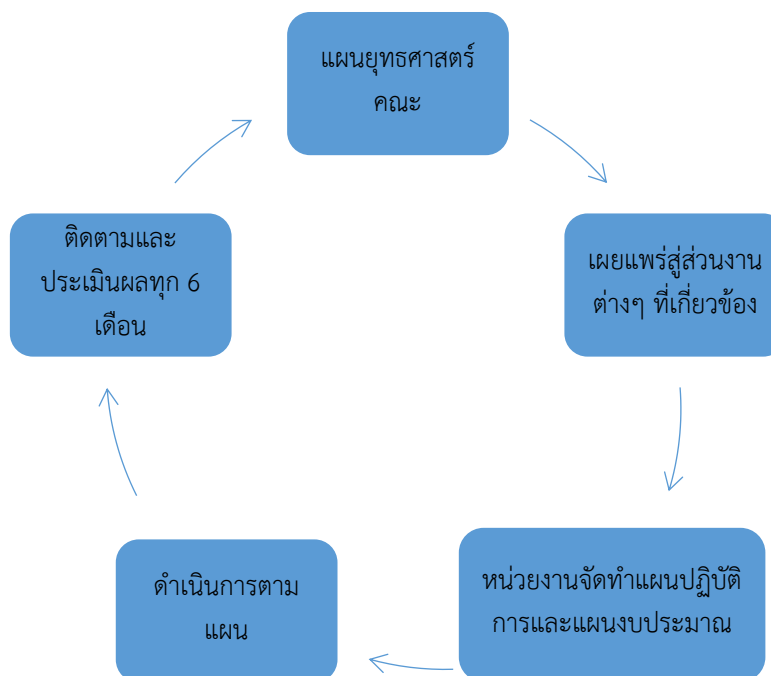 แผนยุทธศาสตร์
คณะ
เผยแพร่สู่ส่วนงาน
ต่างๆ ที่เกี่ยวข้อง
หน่วยงานจัดทำแผนปฏิบัติ
การและแผนงบประมาณ
ดำเนินการตาม
แผน
ติดตามและ
ประเมินผลทุก 6
เดือน